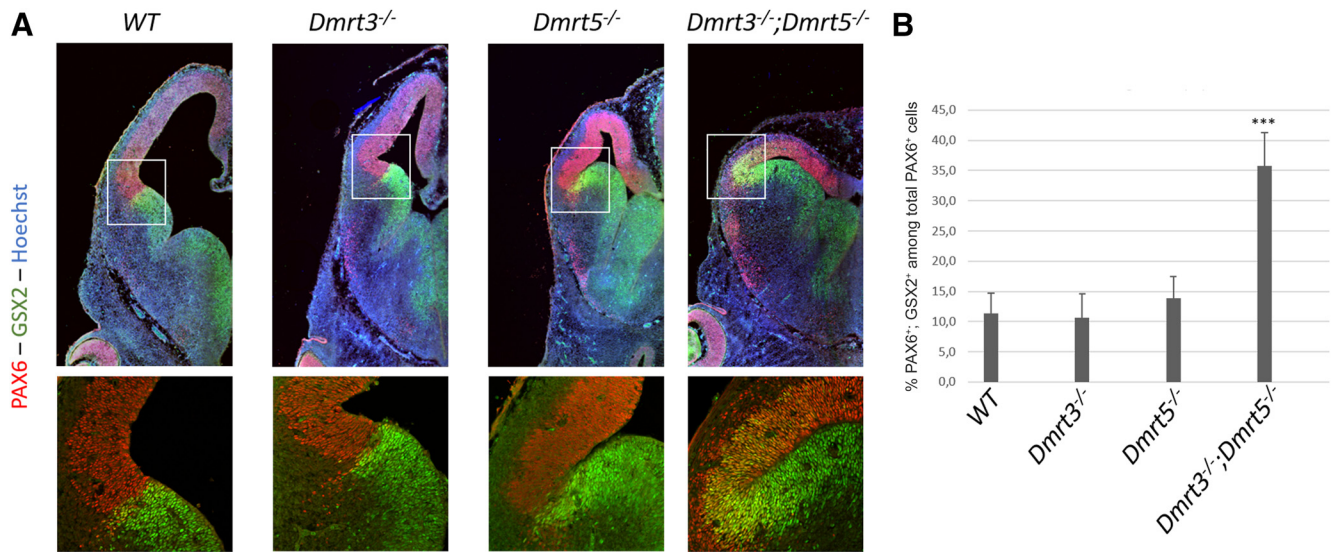 A
WT
Dmrt3-/-
Dmrt5-/-
Dmrt3-/-;Dmrt5-/-
PAX6 – GSX2 – Hoechst
B
% PAX6+; GSX2+ among total PAX6+ cells
45,0
40,0
35,0
30,0
25,0
20,0
15,0
10,0
5,0
0,0
***
WT
Dmrt3-/-
Dmrt5-/-
Dmrt3-/-;Dmrt5-/-